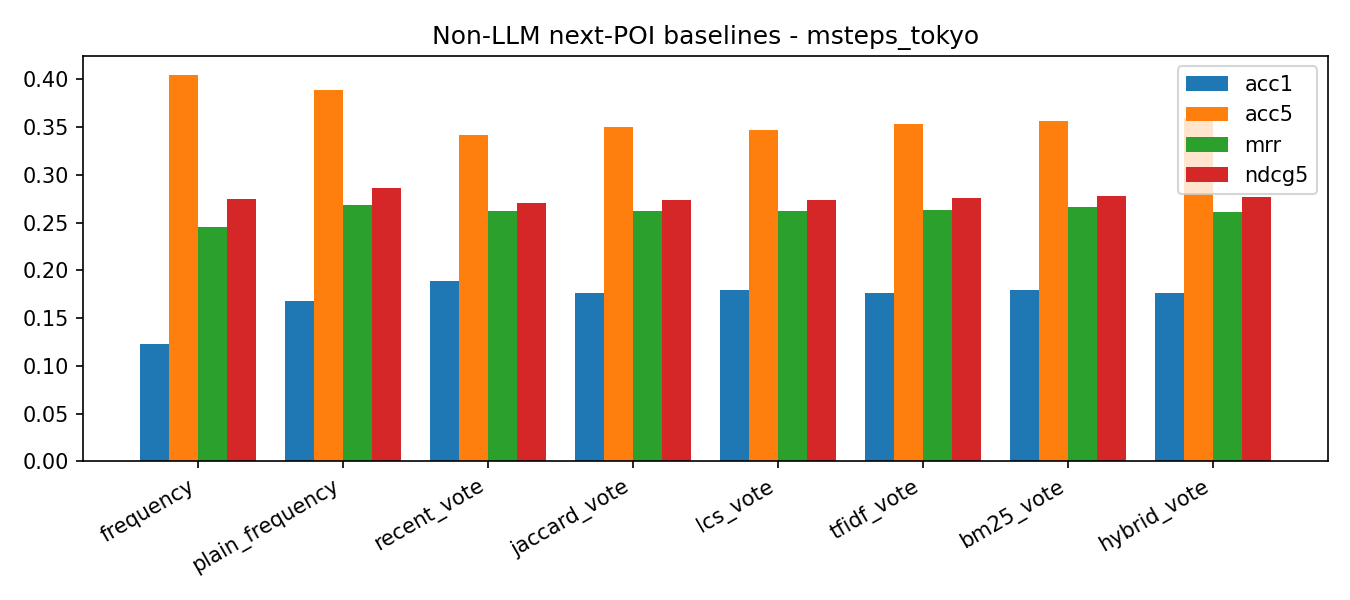 Non-LLM next-POI baselines - msteps_tokyo
acc1
acc5
mrr
ndcg5
0.40
0.35
0.30
0.25
0.20
0.15
0.10
0.05
0.00
frequency
plain_frequency
recent_vote
jaccard_vote
lcs_vote
tfidf_vote
bm25_vote
hybrid_vote